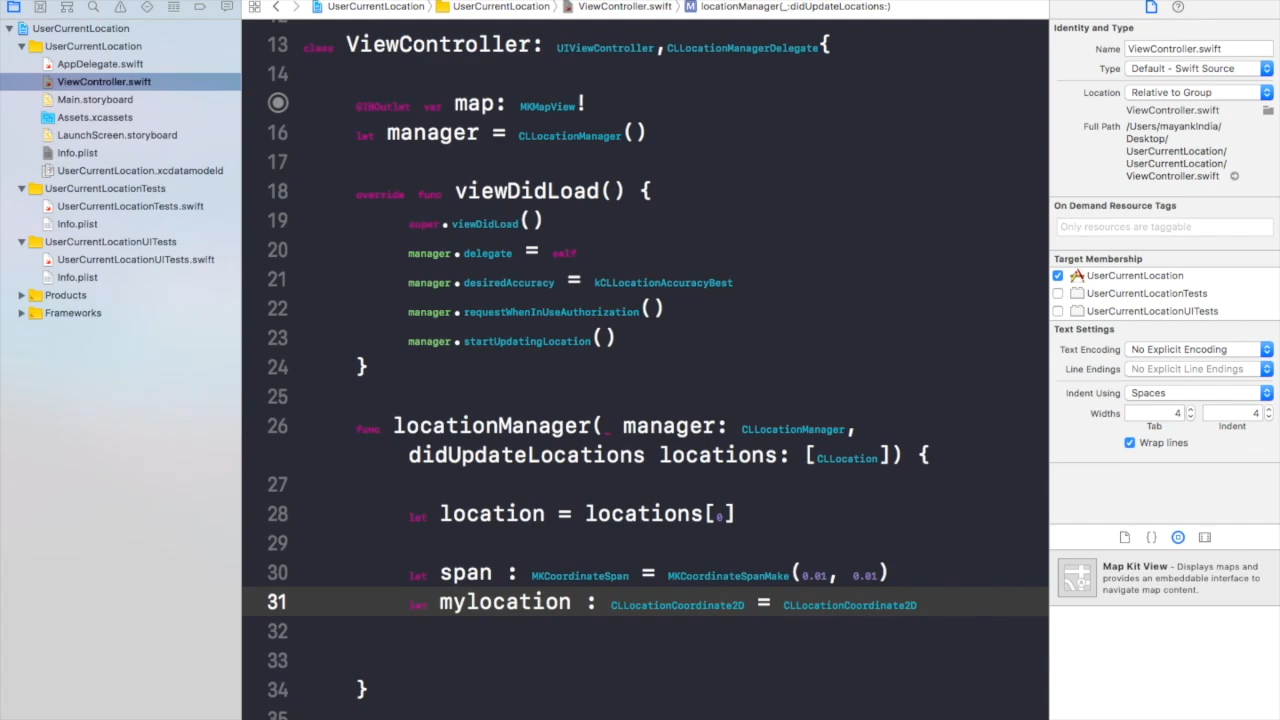 UserCurrentLocation
UserCurrentLocation
ViewController.swift
M locationManager(_:didUpdateLocations:)
UserCurrentLocation
UserCurrentLocation
AppDelegate.swift
ViewController.swift
Main.storyboard
Assets.xcassets
LaunchScreen.storyboard
Info.plist
UserCurrentLocation.xcdatamodeld
UserCurrentLocationTests
UserCurrentLocationTests.swift
Info.plist
UserCurrentLocationUITests
UserCurrentLocationUITests.swift
Info.plist
Products
Frameworks
13 class ViewController: UIViewController,CLLocationManagerDelegate{
14
@IBOutlet var map: MKMapView!
16 let manager = CLLocationManager()
17
18 override func viewDidLoad() {
19 super.viewDidLoad()
20 manager.delegate = self
21 manager.desiredAccuracy = kCLLocationAccuracyBest
22 manager.requestWhenInUseAuthorization()
23 manager.startUpdatingLocation()
24 }
25
26 func locationManager(_ manager: CLLocationManager,
didUpdateLocations locations: [CLLocation]) {
27
28 let location = locations[0]
29
30 let span : MKCoordinateSpan = MKCoordinateSpanMake(0.01, 0.01)
31 let mylocation : CLLocationCoordinate2D = CLLocationCoordinate2D
32
33
34 }
Identity and Type
Name ViewController.swift
Type Default - Swift Source
Location Relative to Group
ViewController.swift
Full Path /Users/mayankIndia/
Desktop/
UserCurrentLocation/
UserCurrentLocation/
ViewController.swift
On Demand Resource Tags
Only resources are taggable
Target Membership
UserCurrentLocation
UserCurrentLocationTests
UserCurrentLocationUITests
Text Settings
Text Encoding No Explicit Encoding
Line Endings No Explicit Line Endings
Indent Using Spaces
Widths 4 4
Tab Indent
Wrap lines
Map Kit View - Displays maps and
provides an embeddable interface to
navigate map content.